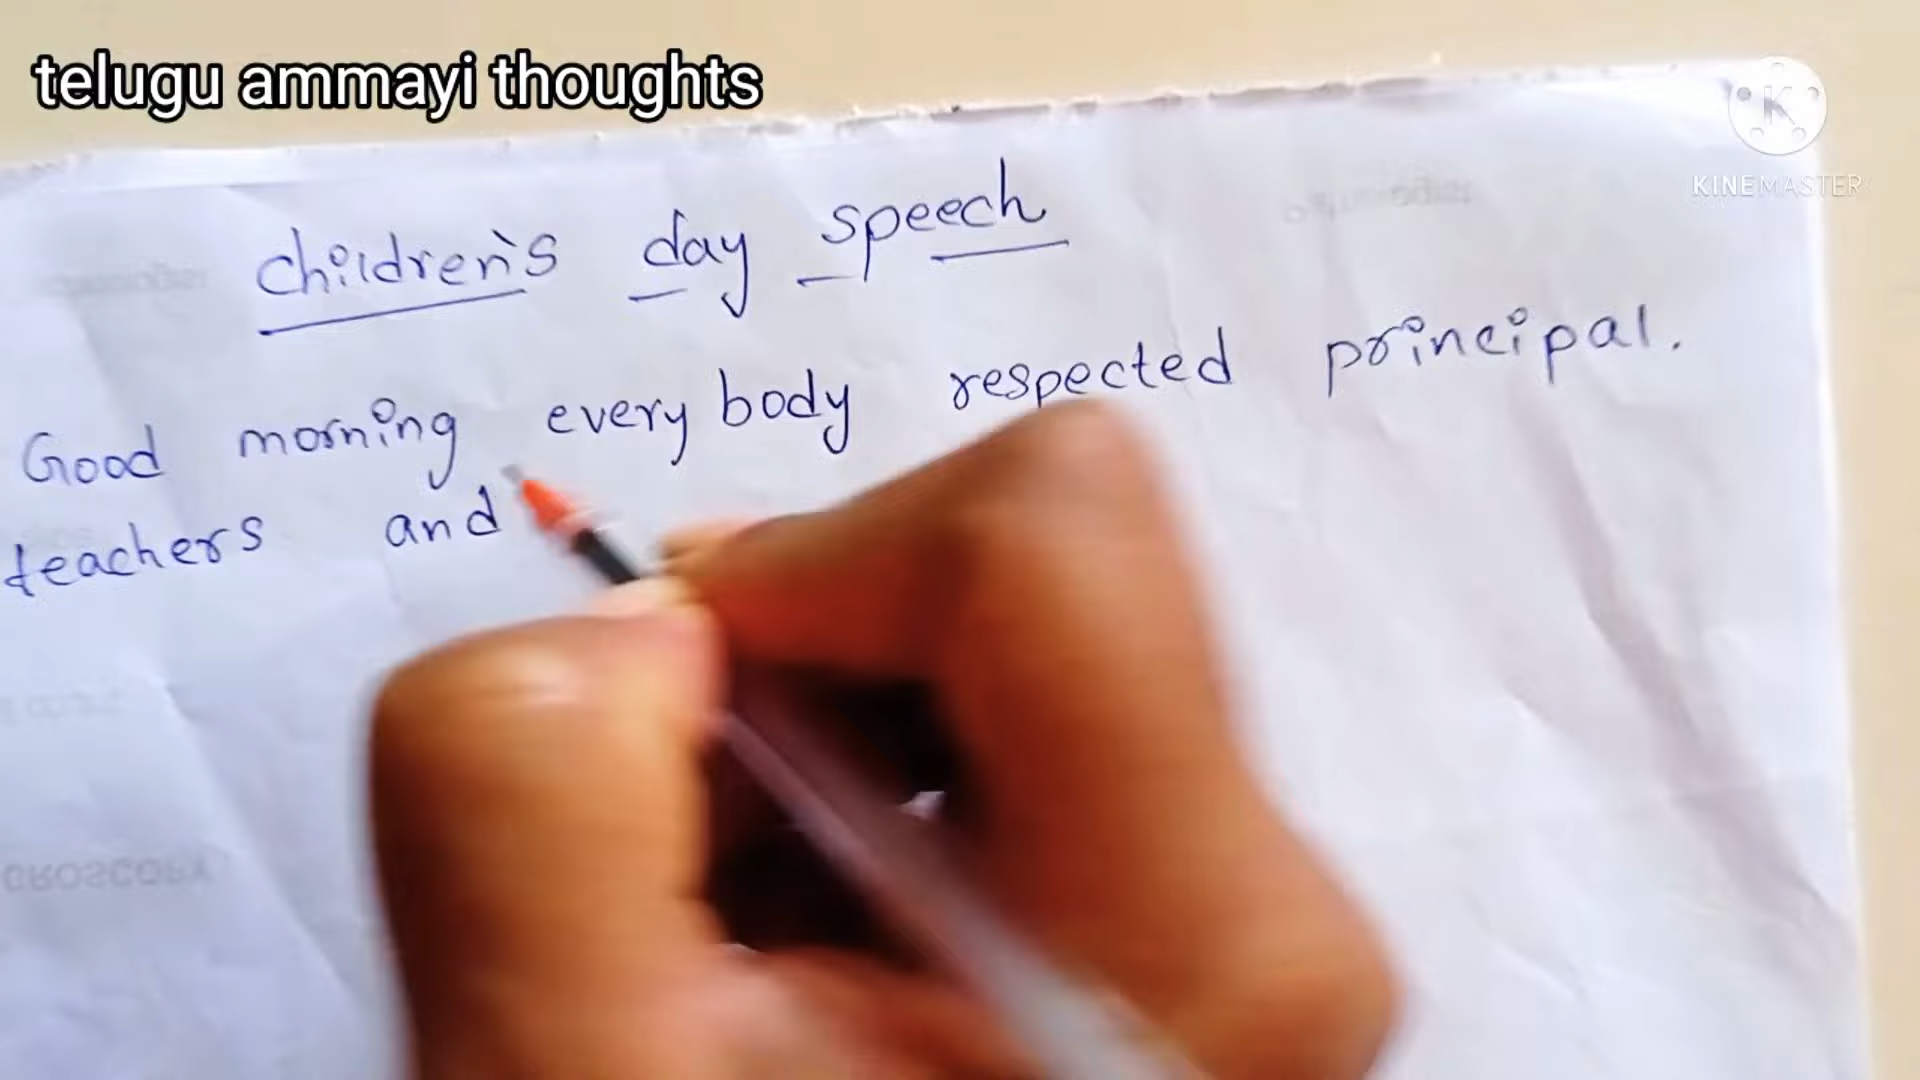 telugu ammayi thoughts
KINEMASTER
children's day speech
Good morning every body respected principal.
teachers and